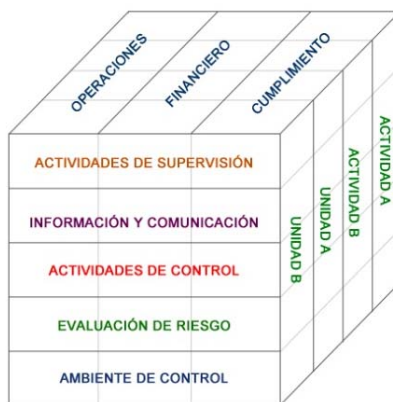 OPERACIONES
FINANCIERO
CUMPLIMIENTO
ACTIVIDADES DE SUPERVISIÓN
INFORMACIÓN Y COMUNICACIÓN
ACTIVIDADES DE CONTROL
EVALUACIÓN DE RIESGO
AMBIENTE DE CONTROL
UNIDAD B
UNIDAD A
ACTIVIDAD B
ACTIVIDAD A